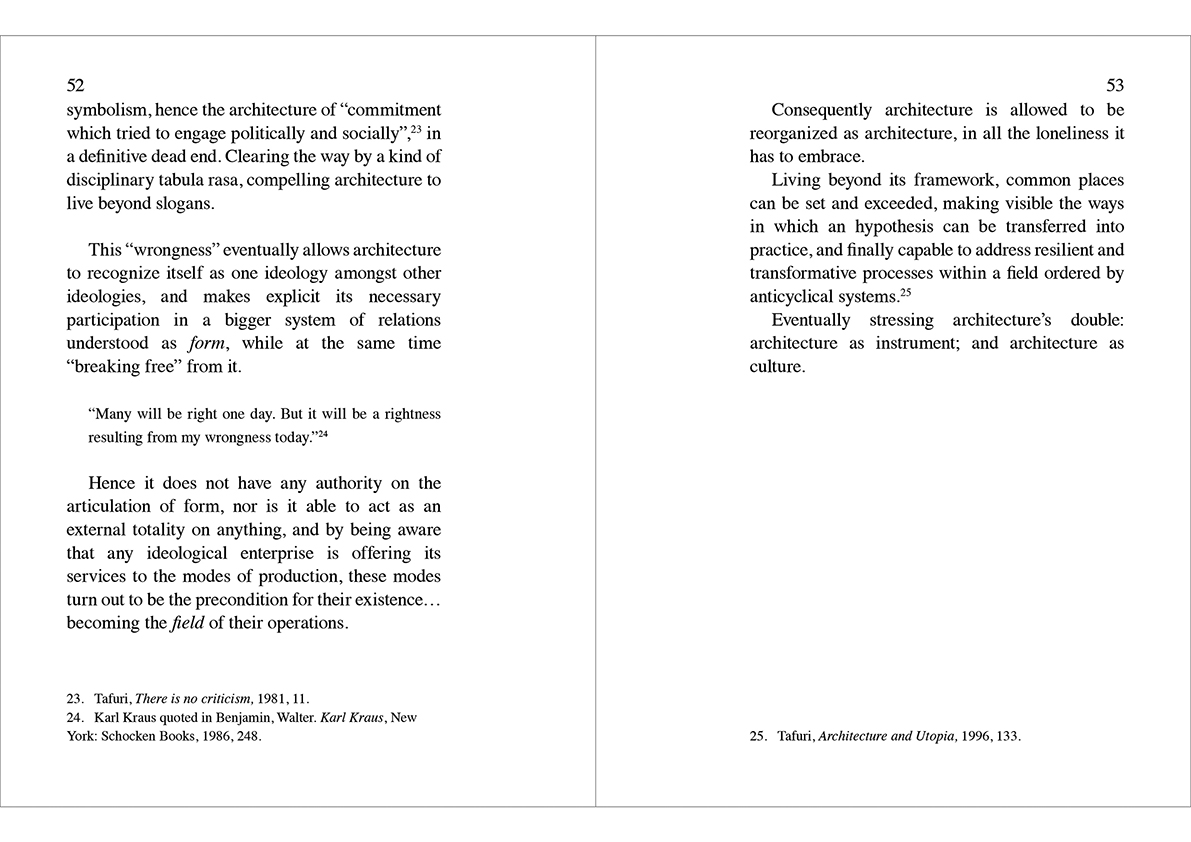 52
symbolism, hence the architecture of “commitment
which tried to engage politically and socially”,²³ in
a definitive dead end. Clearing the way by a kind of
disciplinary tabula rasa, compelling architecture to
live beyond slogans.
This “wrongness” eventually allows architecture
to recognize itself as one ideology amongst other
ideologies, and makes explicit its necessary
participation in a bigger system of relations
understood as form, while at the same time
“breaking free” from it.
“Many will be right one day. But it will be a rightness
resulting from my wrongness today.”²⁴
Hence it does not have any authority on the
articulation of form, nor is it able to act as an
external totality on anything, and by being aware
that any ideological enterprise is offering its
services to the modes of production, these modes
turn out to be the precondition for their existence…
becoming the field of their operations.
23. Tafuri, There is no criticism, 1981, 11.
24. Karl Kraus quoted in Benjamin, Walter. Karl Kraus, New
York: Schocken Books, 1986, 248.
53
Consequently architecture is allowed to be
reorganized as architecture, in all the loneliness it
has to embrace.
Living beyond its framework, common places
can be set and exceeded, making visible the ways
in which an hypothesis can be transferred into
practice, and finally capable to address resilient and
transformative processes within a field ordered by
anticyclical systems.²⁵
Eventually stressing architecture’s double:
architecture as instrument; and architecture as
culture.
25. Tafuri, Architecture and Utopia, 1996, 133.